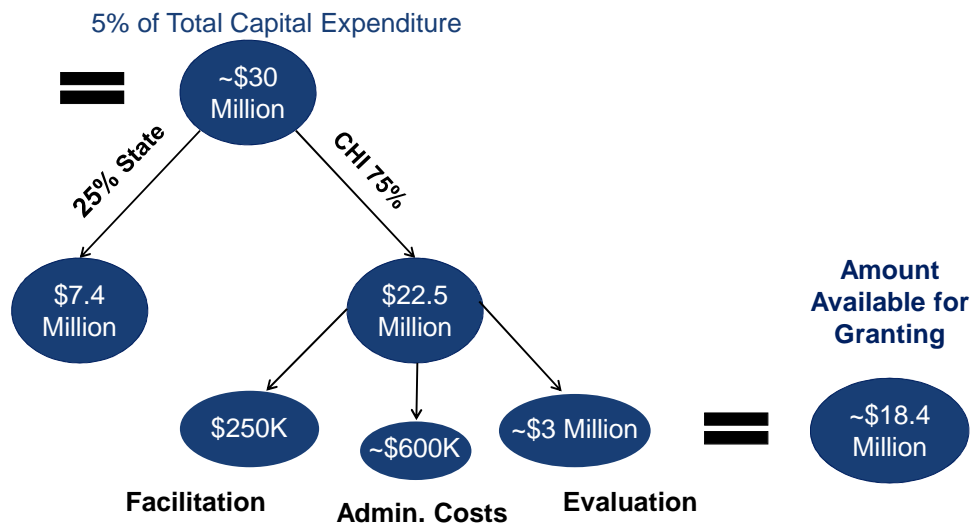 5% of Total Capital Expenditure
~$30
Million
25% State
CHI 75%
$7.4
Million
$22.5
Million
Amount
Available for
Granting
$250K
~$600K
~$3 Million
~$18.4
Million
Facilitation
Admin. Costs
Evaluation